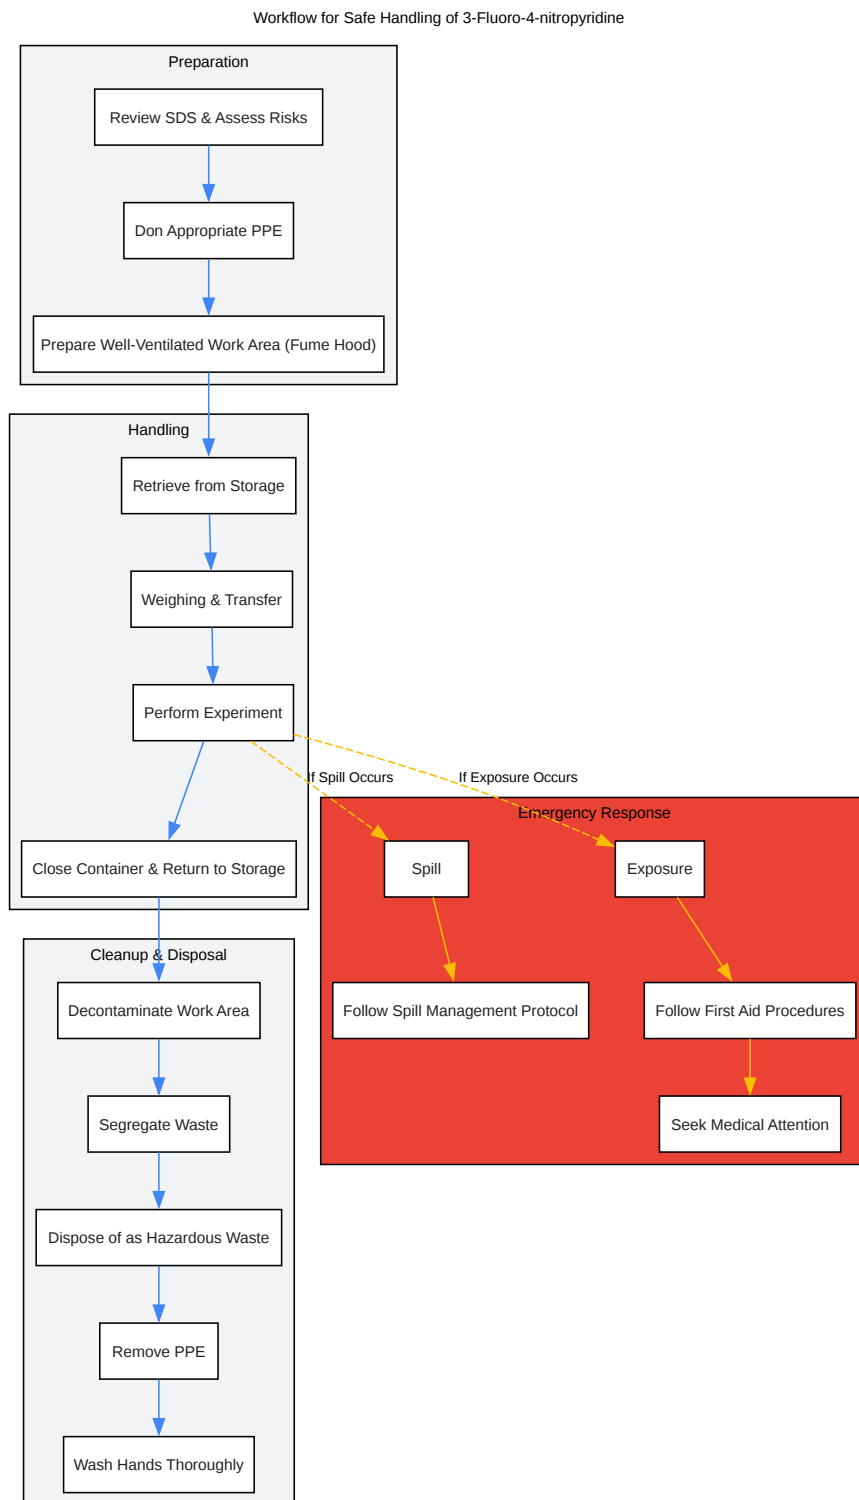 Workflow for Safe Handling of 3-Fluoro-4-nitropyridine
Preparation
Review SDS & Assess Risks
Don Appropriate PPE
Prepare Well-Ventilated Work Area (Fume Hood)
Handling
Retrieve from Storage
Weighing & Transfer
Perform Experiment
If Spill Occurs
If Exposure Occurs
Close Container & Return to Storage
Emergency Response
Spill
Exposure
Follow Spill Management Protocol
Follow First Aid Procedures
Seek Medical Attention
Cleanup & Disposal
Decontaminate Work Area
Segregate Waste
Dispose of as Hazardous Waste
Remove PPE
Wash Hands Thoroughly